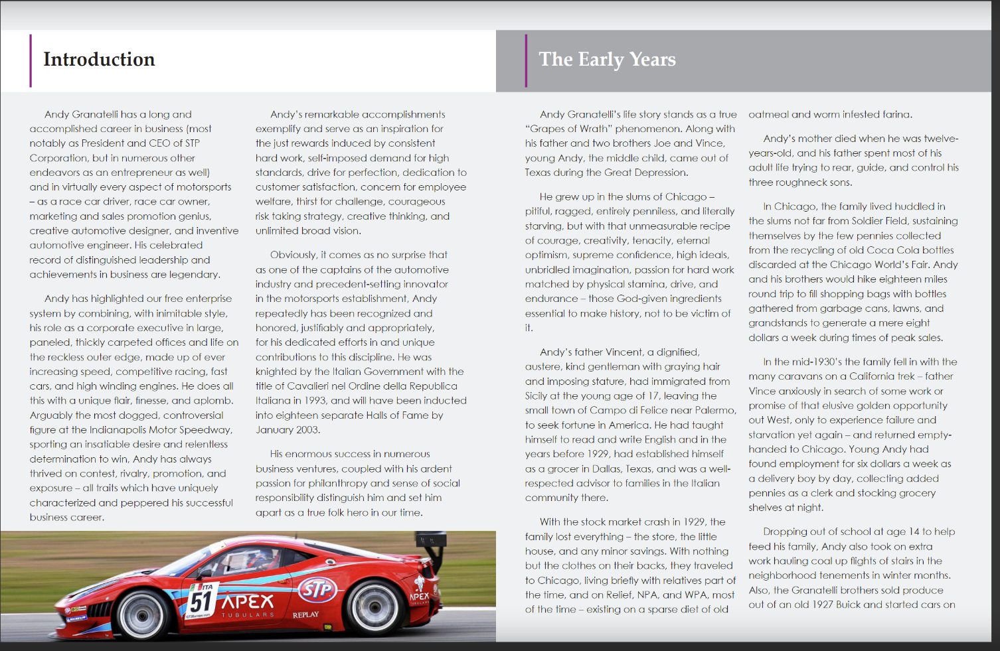 Introduction
Andy Granatelli has a long and
accomplished career in business (most
notably as President and CEO of STP
Corporation, but in numerous other
endeavors as an entrepreneur as well)
and in virtually every aspect of motorsports
– as a race car driver, race car owner,
marketing and sales promotion genius,
creative automotive designer, and inventive
automotive engineer. His celebrated
record of distinguished leadership and
achievements in business are legendary.
Andy has highlighted our free enterprise
system by combining, with inimitable style,
his role as a corporate executive in large,
paneled, thickly carpeted offices and life on
the reckless outer edge, made up of ever
increasing speed, competitive racing, fast
cars, and high winding engines. He does all
this with a unique flair, finesse, and aplomb.
Arguably the most dogged, controversial
figure at the Indianapolis Motor Speedway,
sporting an insatiable desire and relentless
determination to win, Andy has always
thrived on contest, rivalry, promotion, and
exposure – all traits which have uniquely
characterized and peppered his successful
business career.
Andy's remarkable accomplishments
exemplify and serve as an inspiration for
the just rewards induced by consistent
hard work, self-imposed demand for high
standards, drive for perfection, dedication to
customer satisfaction, concern for employee
welfare, thirst for challenge, courageous
risk taking strategy, creative thinking, and
unlimited broad vision.
Obviously, it comes as no surprise that
as one of the captains of the automotive
industry and precedent-setting innovator
in the motorsports establishment, Andy
repeatedly has been recognized and
honored, justifiably and appropriately,
for his dedicated efforts in and unique
contributions to this discipline. He was
knighted by the Italian Government with the
title of Cavalieri nel Ordine della Republica
Italiana in 1993, and will have been inducted
into eighteen separate Halls of Fame by
January 2003.
His enormous success in numerous
business ventures, coupled with his ardent
passion for philanthropy and sense of social
responsibility distinguish him and set him
apart as a true folk hero in our time.
ITA
51
GT3Europe.com
APEX
TUBULARS
STP
REPLAY
APEX
TUBULARS
MICHELIN
The Early Years
Andy Granatelli's life story stands as a true
"Grapes of Wrath" phenomenon. Along with
his father and two brothers Joe and Vince,
young Andy, the middle child, came out of
Texas during the Great Depression.
He grew up in the slums of Chicago –
pitiful, ragged, entirely penniless, and literally
starving, but with that unmeasurable recipe
of courage, creativity, tenacity, eternal
optimism, supreme confidence, high ideals,
unbridled imagination, passion for hard work
matched by physical stamina, drive, and
endurance – those God-given ingredients
essential to make history, not to be victim of
it.
Andy's father Vincent, a dignified,
austere, kind gentleman with graying hair
and imposing stature, had immigrated from
Sicily at the young age of 17, leaving the
small town of Campo di Felice near Palermo,
to seek fortune in America. He had taught
himself to read and write English and in the
years before 1929, had established himself
as a grocer in Dallas, Texas, and was a well-
respected advisor to families in the Italian
community there.
With the stock market crash in 1929, the
family lost everything – the store, the little
house, and any minor savings. With nothing
but the clothes on their backs, they traveled
to Chicago, living briefly with relatives part of
the time, and on Relief, NPA, and WPA, most
of the time – existing on a sparse diet of old
oatmeal and worm infested farina.
Andy's mother died when he was twelve-
years-old, and his father spent most of his
adult life trying to rear, guide, and control his
three roughneck sons.
In Chicago, the family lived huddled in
the slums not far from Soldier Field, sustaining
themselves by the few pennies collected
from the recycling of old Coca Cola bottles
discarded at the Chicago World's Fair. Andy
and his brothers would hike eighteen miles
round trip to fill shopping bags with bottles
gathered from garbage cans, lawns, and
grandstands to generate a mere eight
dollars a week during times of peak sales.
In the mid-1930's the family fell in with the
many caravans on a California trek – father
Vince anxiously in search of some work or
promise of that elusive golden opportunity
out West, only to experience failure and
starvation yet again – and returned empty-
handed to Chicago. Young Andy had
found employment for six dollars a week as
a delivery boy by day, collecting added
pennies as a clerk and stocking grocery
shelves at night.
Dropping out of school at age 14 to help
feed his family, Andy also took on extra
work hauling coal up flights of stairs in the
neighborhood tenements in winter months.
Also, the Granatelli brothers sold produce
out of an old 1927 Buick and started cars on